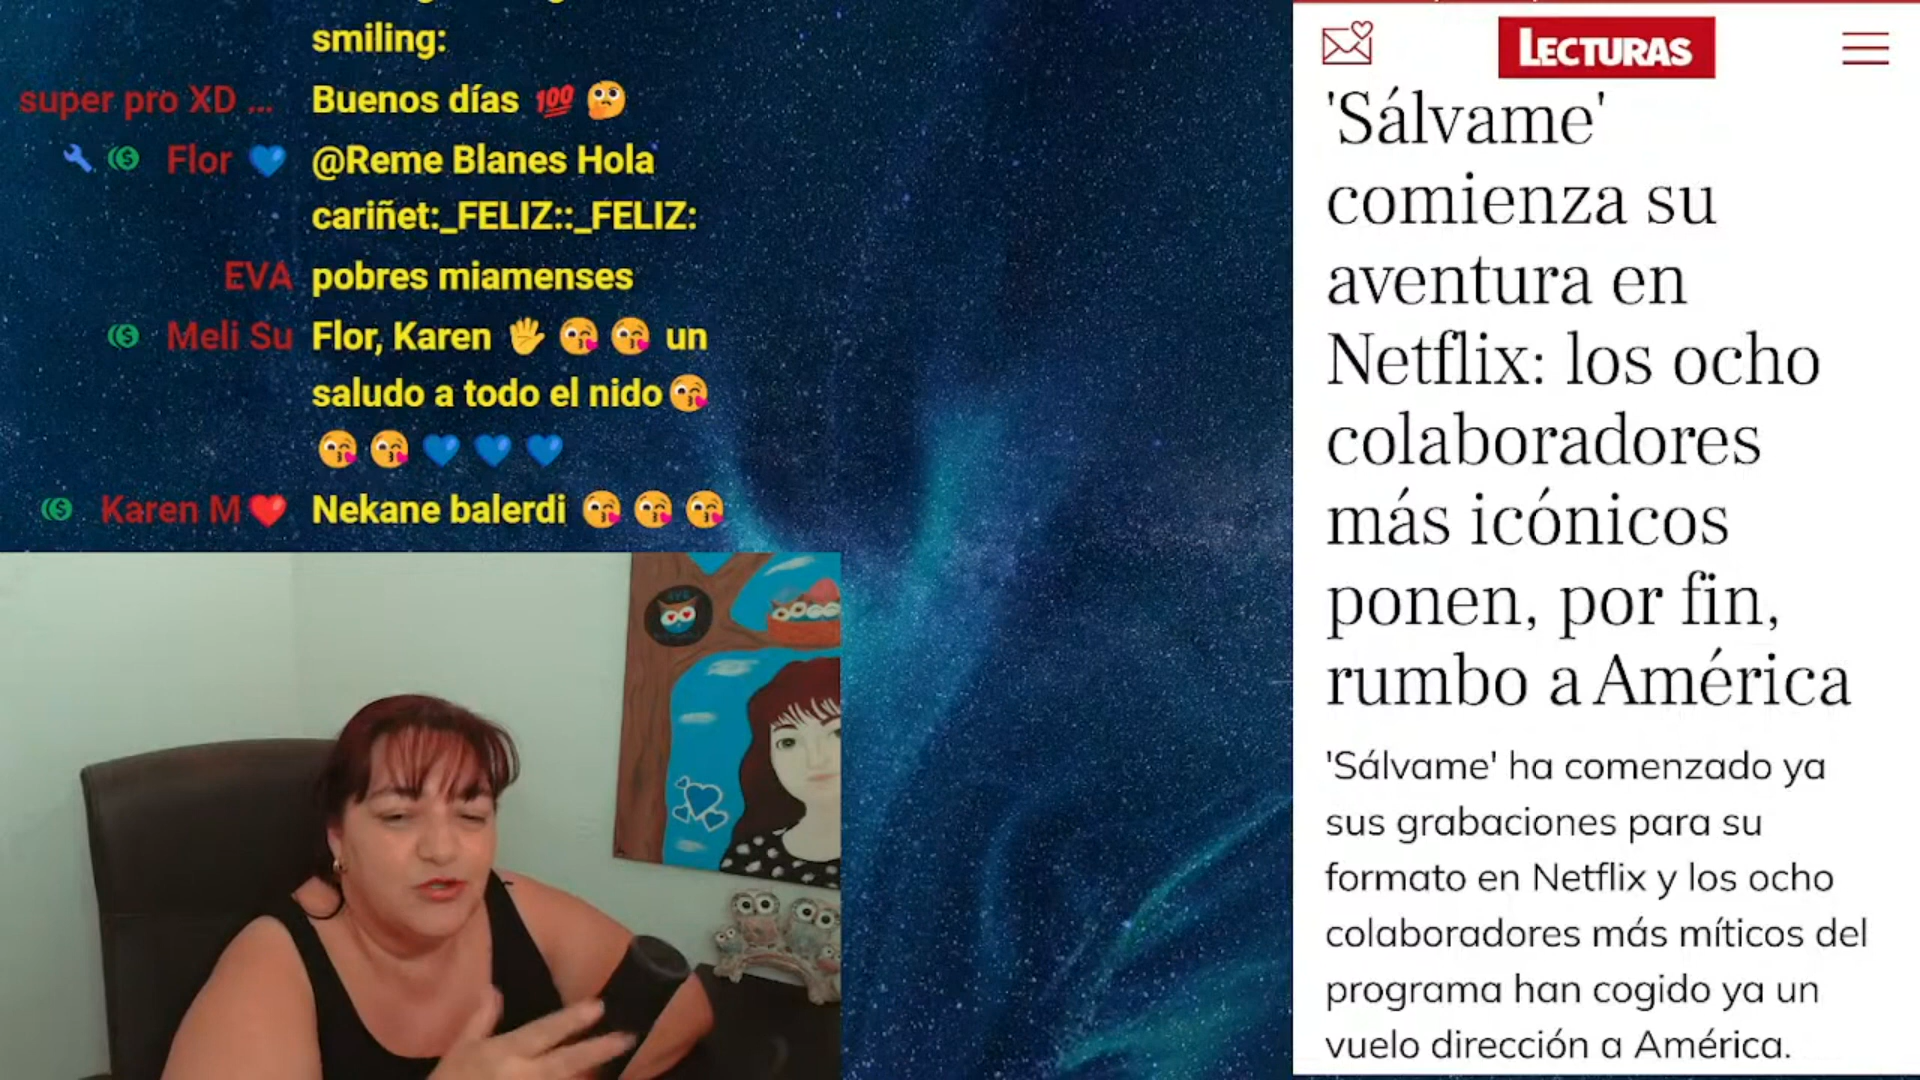 smiling:
super pro XD ... Buenos días 💯 🤔
Flor 💙 @Reme Blanes Hola
cariñet:_FELIZ::_FELIZ:
EVA pobres miamenses
Meli Su Flor, Karen 🖐 😘 😘 un
saludo a todo el nido 😘
😘 😘 💙 💙 💙
Karen M ❤️ Nekane balerdi 😘 😘 😘
LECTURAS
'Sálvame'
comienza su
aventura en
Netflix: los ocho
colaboradores
más icónicos
ponen, por fin,
rumbo a América
'Sálvame' ha comenzado ya
sus grabaciones para su
formato en Netflix y los ocho
colaboradores más míticos del
programa han cogido ya un
vuelo dirección a América.